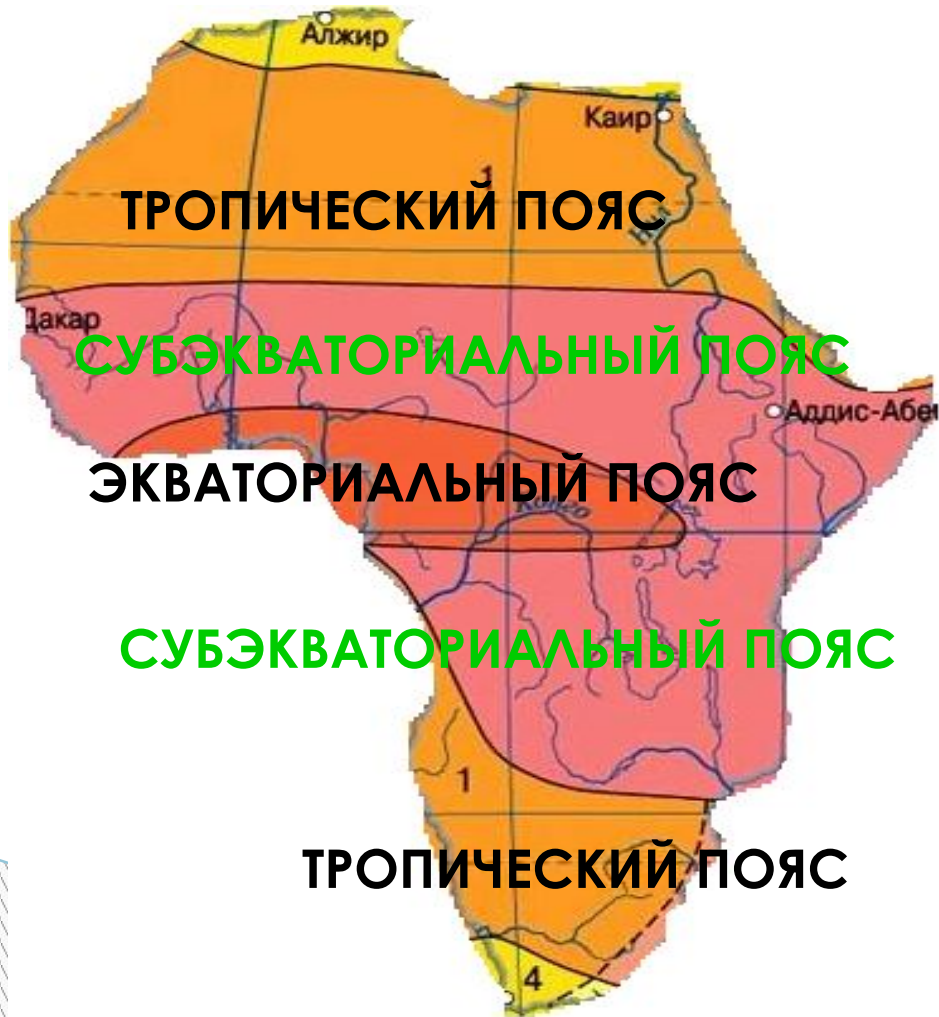 Алжир
Каир
1
ТРОПИЧЕСКИЙ ПОЯС
Дакар
СУБЭКВАТОРИАЛЬНЫЙ ПОЯС
Аддис-Абе
ЭКВАТОРИАЛЬНЫЙ ПОЯС
Конго
СУБЭКВАТОРИАЛЬНЫЙ ПОЯС
1
ТРОПИЧЕСКИЙ ПОЯС
4